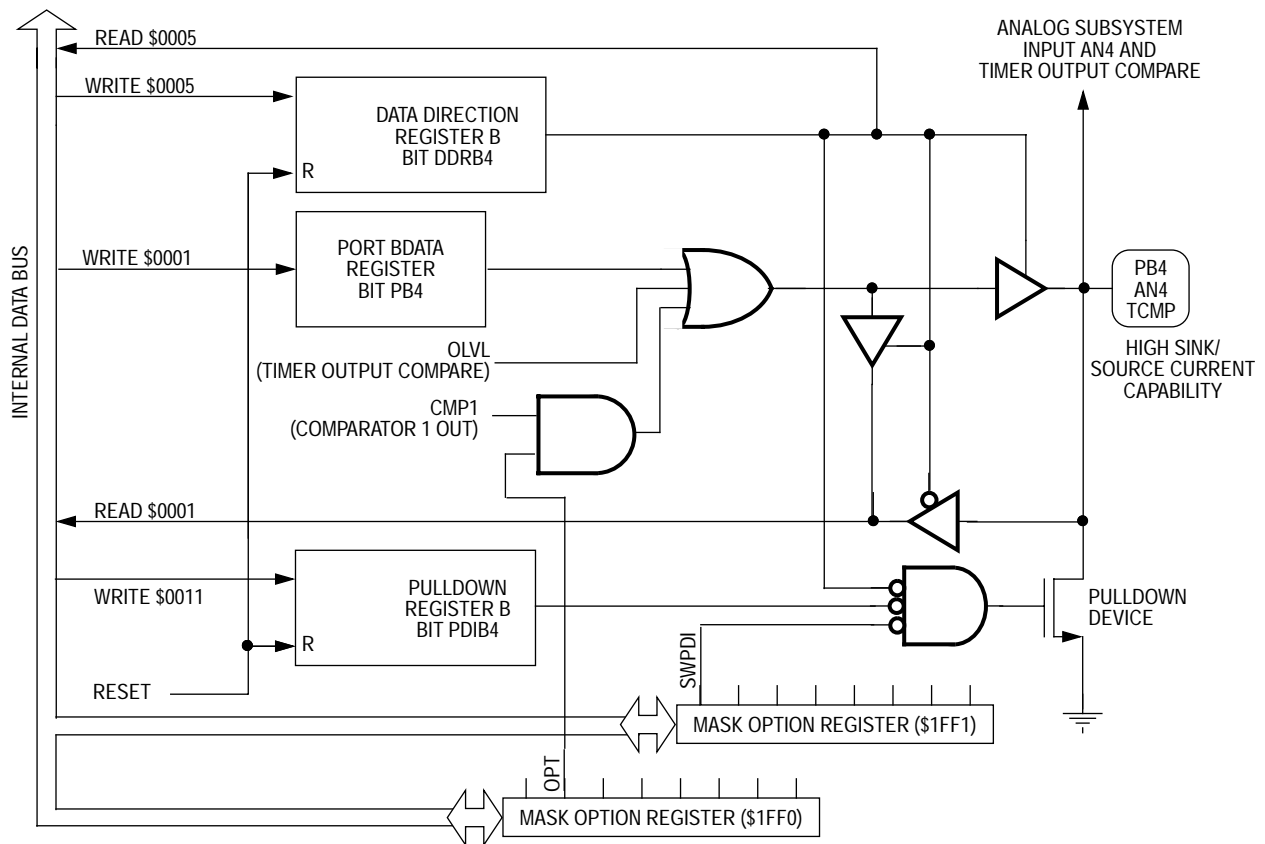 READ $0005
WRITE $0005
DATA DIRECTION
REGISTER B
BIT DDRB4
R
ANALOG SUBSYSTEM
INPUT AN4 AND
TIMER OUTPUT COMPARE
INTERNAL DATA BUS
WRITE $0001
PORT BDATA
REGISTER
BIT PB4
PB4
AN4
TCMP
HIGH SINK/
SOURCE CURRENT
CAPABILITY
OLVL
(TIMER OUTPUT COMPARE)
CMP1
(COMPARATOR 1 OUT)
READ $0001
WRITE $0011
PULLDOWN
REGISTER B
BIT PDIB4
R
PULLDOWN
DEVICE
RESET
SWPDI
MASK OPTION REGISTER ($1FF1)
OPT
MASK OPTION REGISTER ($1FF0)